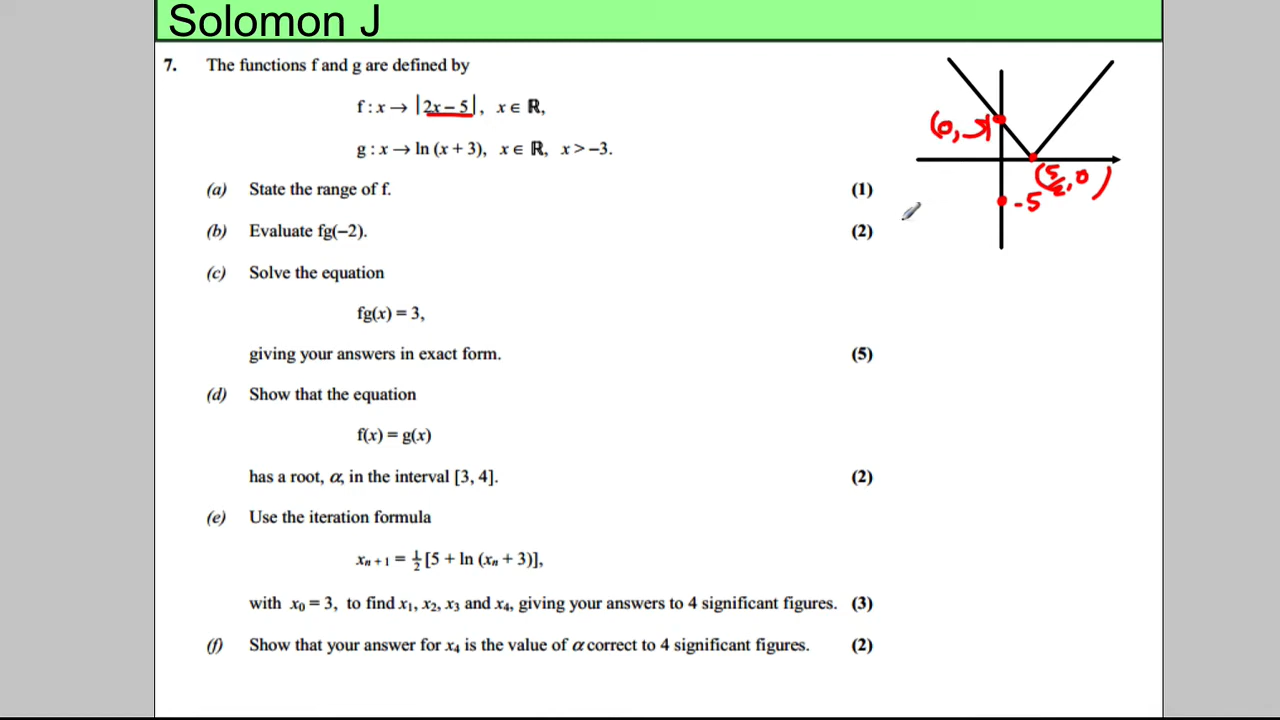 Solomon J
7. The functions f and g are defined by
f : x → |2x – 5|, x ∈ ℝ,
g : x → ln (x + 3), x ∈ ℝ, x > –3.
(a) State the range of f. (1)
(b) Evaluate fg(–2). (2)
(c) Solve the equation
fg(x) = 3,
giving your answers in exact form. (5)
(d) Show that the equation
f(x) = g(x)
has a root, α, in the interval [3, 4]. (2)
(e) Use the iteration formula
xₙ₊₁ = ½ [5 + ln (xₙ + 3)],
with x₀ = 3, to find x₁, x₂, x₃ and x₄, giving your answers to 4 significant figures. (3)
(f) Show that your answer for x₄ is the value of α correct to 4 significant figures. (2)
(0, 5)
(5/2, 0)
-5